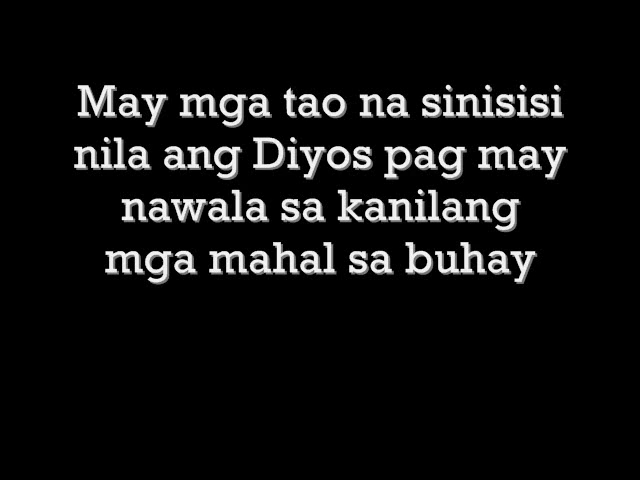 May mga tao na sinisisi
nila ang Diyos pag may
nawala sa kanilang
mga mahal sa buhay